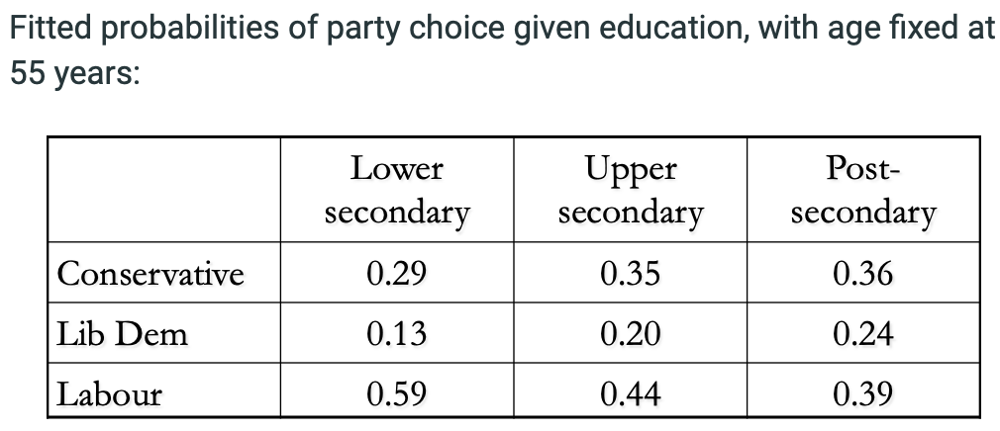 Fitted probabilities of party choice given education, with age fixed at
55 years:
Lower secondary Upper secondary Post-secondary
Conservative 0.29 0.35 0.36
Lib Dem 0.13 0.20 0.24
Labour 0.59 0.44 0.39